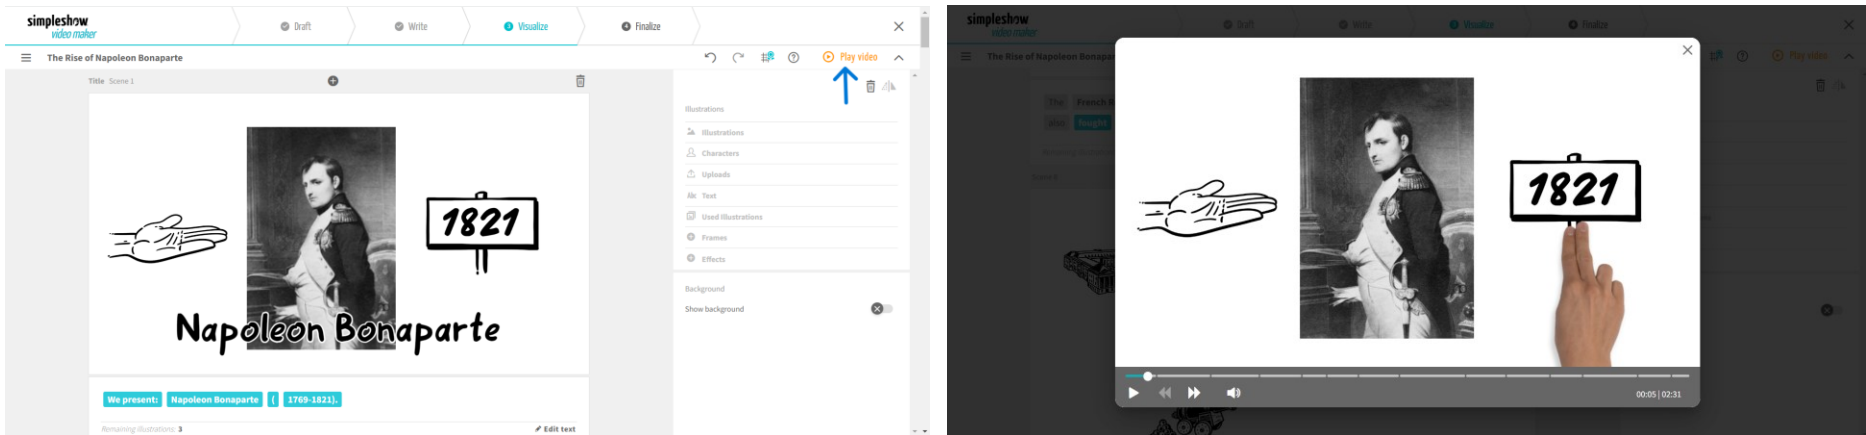 simpleshow
video maker
Draft
Write
3 Visualize
4 Finalize
The Rise of Napoleon Bonaparte
Play video
Title Scene 1
1821
Napoleon Bonaparte
We present: Napoleon Bonaparte ( 1769-1821).
Remaining illustrations: 3
Edit text
Illustrations
Illustrations
Characters
Uploads
Abc Text
Used Illustrations
Frames
Effects
Background
Show background
simpleshow
video maker
Draft
Write
Visualize
Finalize
The Rise of Napoleon Bonapar
Play video
The French R
also fought
1821
00:05 | 02:31